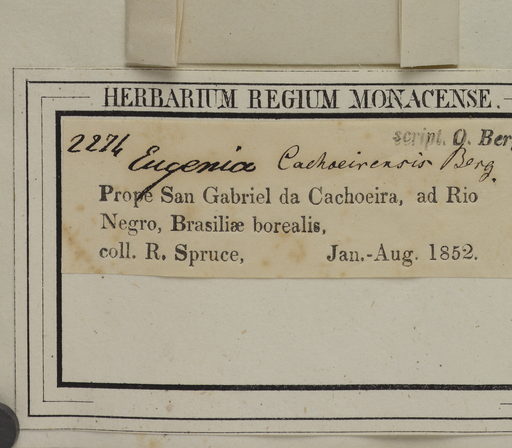 HERBARIUM REGIUM MONACENSE.
script. O. Berg
2274 Eugenia Cachoeirensis Berg.
Prope San Gabriel da Cachoeira, ad Rio
Negro, Brasiliæ borealis,
coll. R. Spruce, Jan.-Aug. 1852.